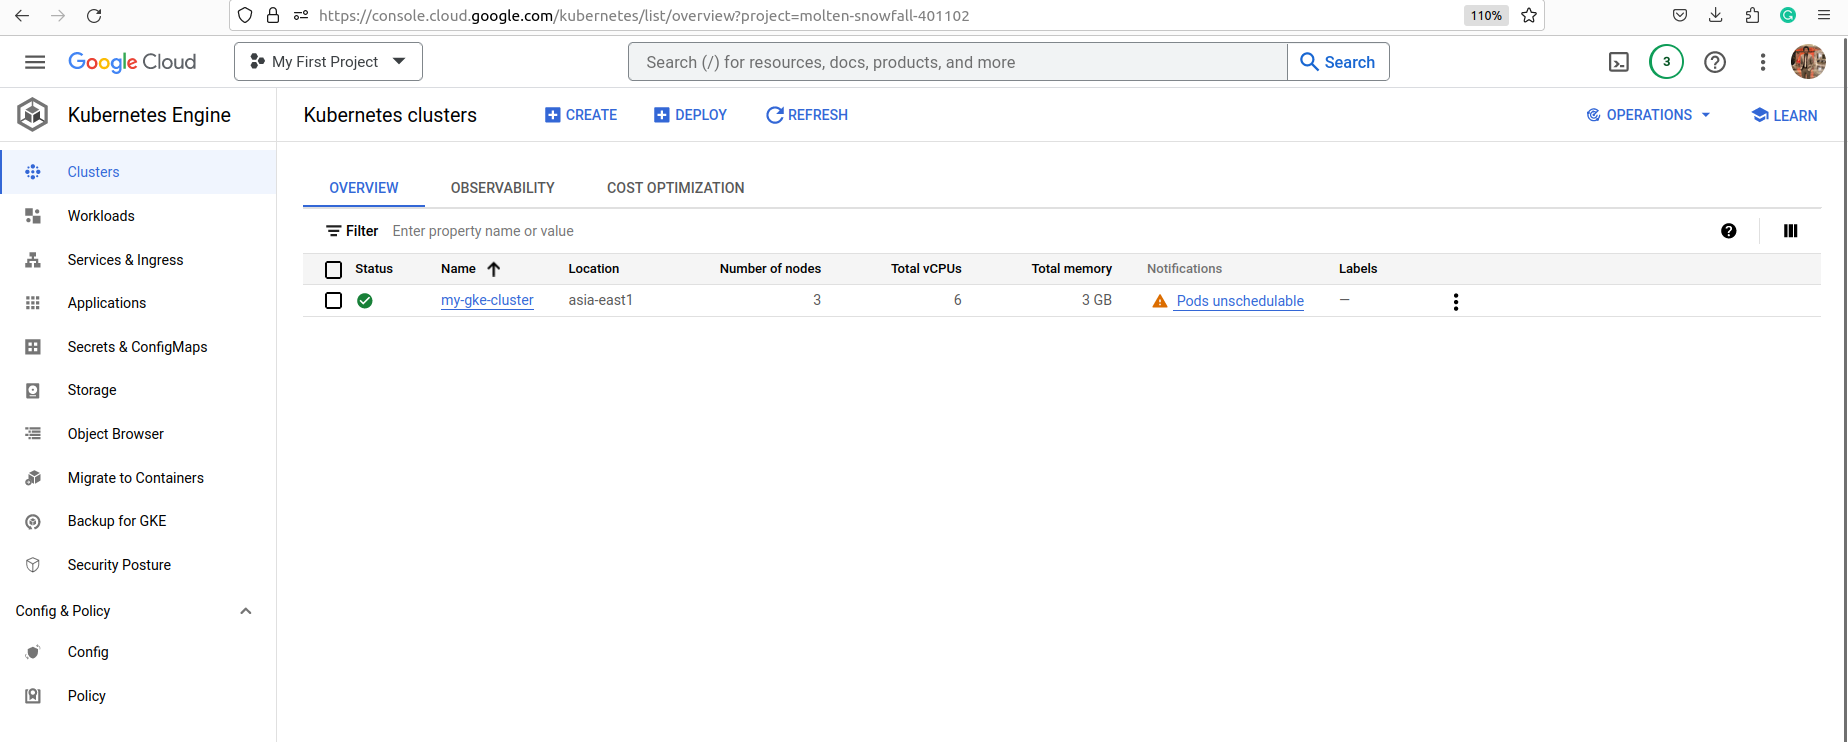 https://console.cloud.google.com/kubernetes/list/overview?project=molten-snowfall-401102
110%
Google Cloud
My First Project
Search (/) for resources, docs, products, and more
Search
3
Kubernetes Engine
Kubernetes clusters
CREATE
DEPLOY
REFRESH
OPERATIONS
LEARN
Clusters
Workloads
Services & Ingress
Applications
Secrets & ConfigMaps
Storage
Object Browser
Migrate to Containers
Backup for GKE
Security Posture
Config & Policy
Config
Policy
OVERVIEW
OBSERVABILITY
COST OPTIMIZATION
Filter Enter property name or value
Status Name Location Number of nodes Total vCPUs Total memory Notifications Labels
my-gke-cluster asia-east1 3 6 3 GB Pods unschedulable —